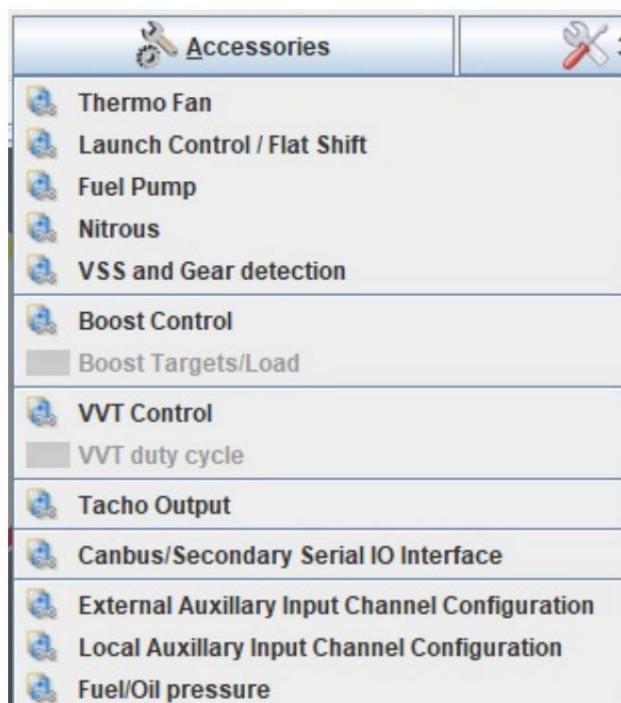 Accessories
Thermo Fan
Launch Control / Flat Shift
Fuel Pump
Nitrous
VSS and Gear detection
Boost Control
Boost Targets/Load
VVT Control
VVT duty cycle
Tacho Output
Canbus/Secondary Serial IO Interface
External Auxillary Input Channel Configuration
Local Auxillary Input Channel Configuration
Fuel/Oil pressure